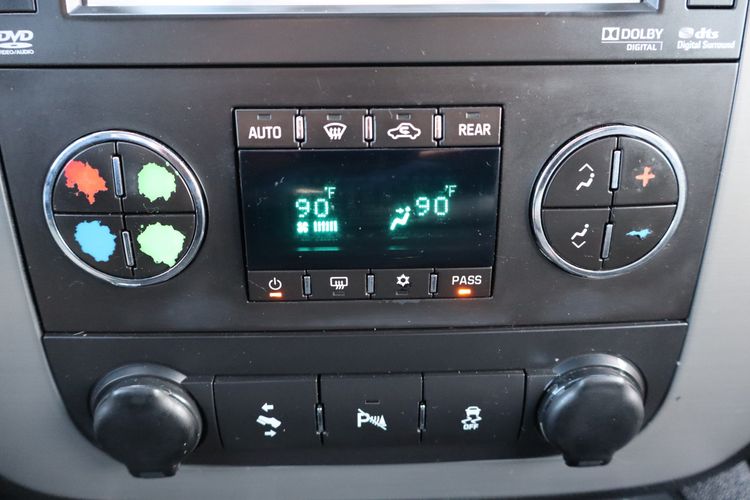 DVD
VIDEO/AUDIO
DOLBY
DIGITAL
dts
Digital Surround
AUTO
REAR
90°F
90°F
PASS
P
OFF